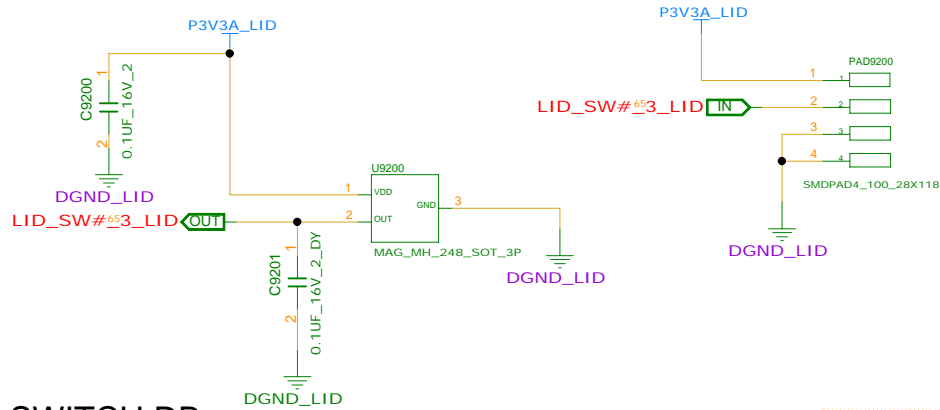 P3V3A_LID
C9200
1
2
0.1UF_16V_2
DGND_LID
LID_SW#_3_LID
65
OUT
U9200
1
VDD
2
OUT
GND
3
MAG_MH_248_SOT_3P
DGND_LID
C9201
1
2
0.1UF_16V_2_DY
DGND_LID
P3V3A_LID
PAD9200
1
1
LID_SW#_3_LID
65
IN
2
2
3
3
4
4
SMDPAD4_100_28X118
DGND_LID